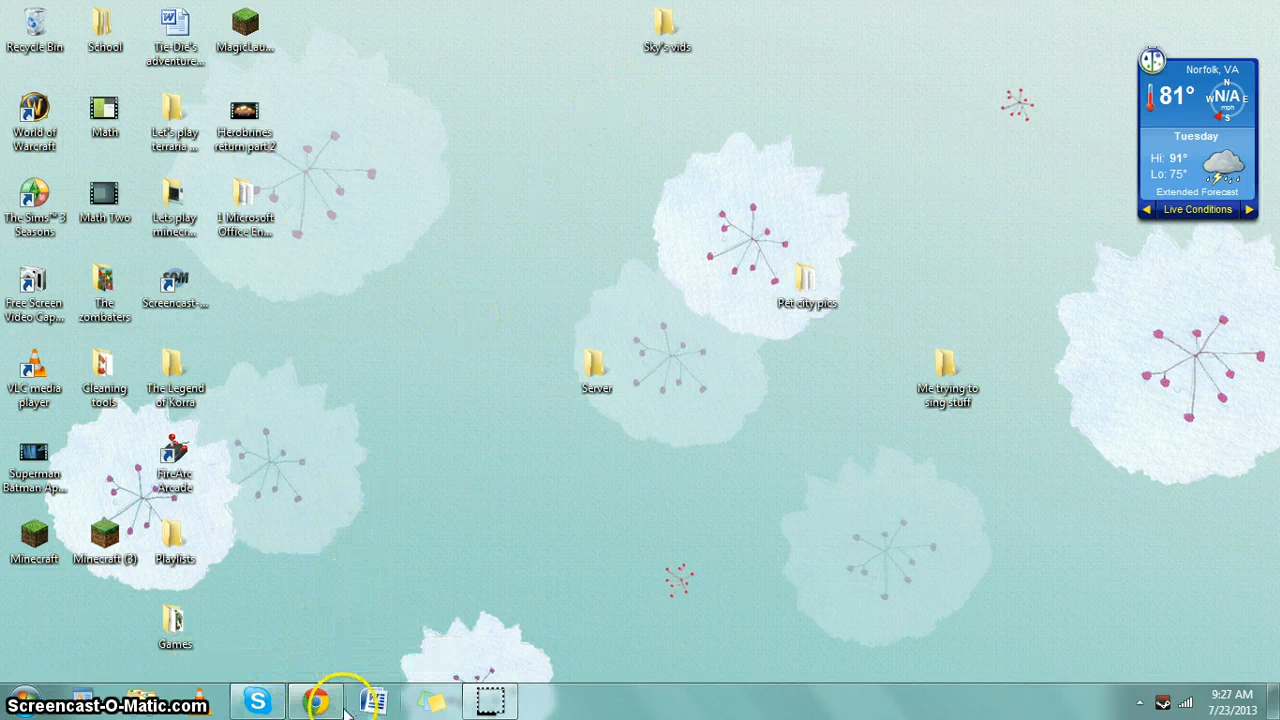 Recycle Bin
School
Tie-Die's
adventure...
MagicLau...
Sky's vids
World of
Warcraft
Math
Let's play
terraria ...
Herobrines
return part 2
The Sims™ 3
Seasons
Math Two
Lets play
minecr...
1 Microsoft
Office En...
Free Screen
Video Cap...
The
zombaters
Screencast-...
Pet city pics
VLC media
player
Cleaning
tools
The Legend
of Korra
Server
Me trying to
sing stuff
Superman
Batman Ap...
FireArc
Arcade
Minecraft
Minecraft (3)
Playlists
Games
Norfolk, VA
81°
N
W N/A E
mph
S
Tuesday
Hi: 91°
Lo: 75°
Extended Forecast
Live Conditions
Screencast-O-Matic.com
9:27 AM
7/23/2013